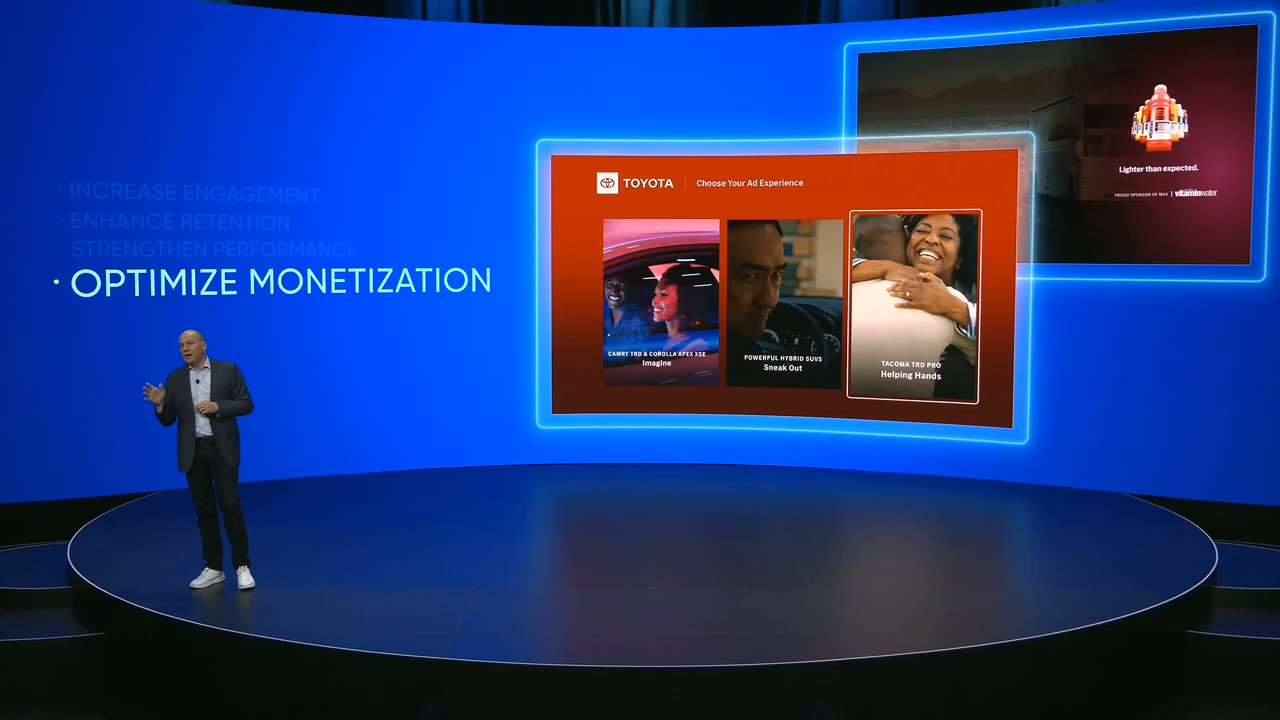 · INCREASE ENGAGEMENT
· ENHANCE RETENTION
· STRENGTHEN PERFORMANCE
· OPTIMIZE MONETIZATION
TOYOTA | Choose Your Ad Experience
CAMRY TRD & COROLLA APEX XSE
Imagine
POWERFUL HYBRID SUVS
Sneak Out
TACOMA TRD PRO
Helping Hands
Lighter than expected.
PROUD SPONSOR OF MAX | vitaminwater